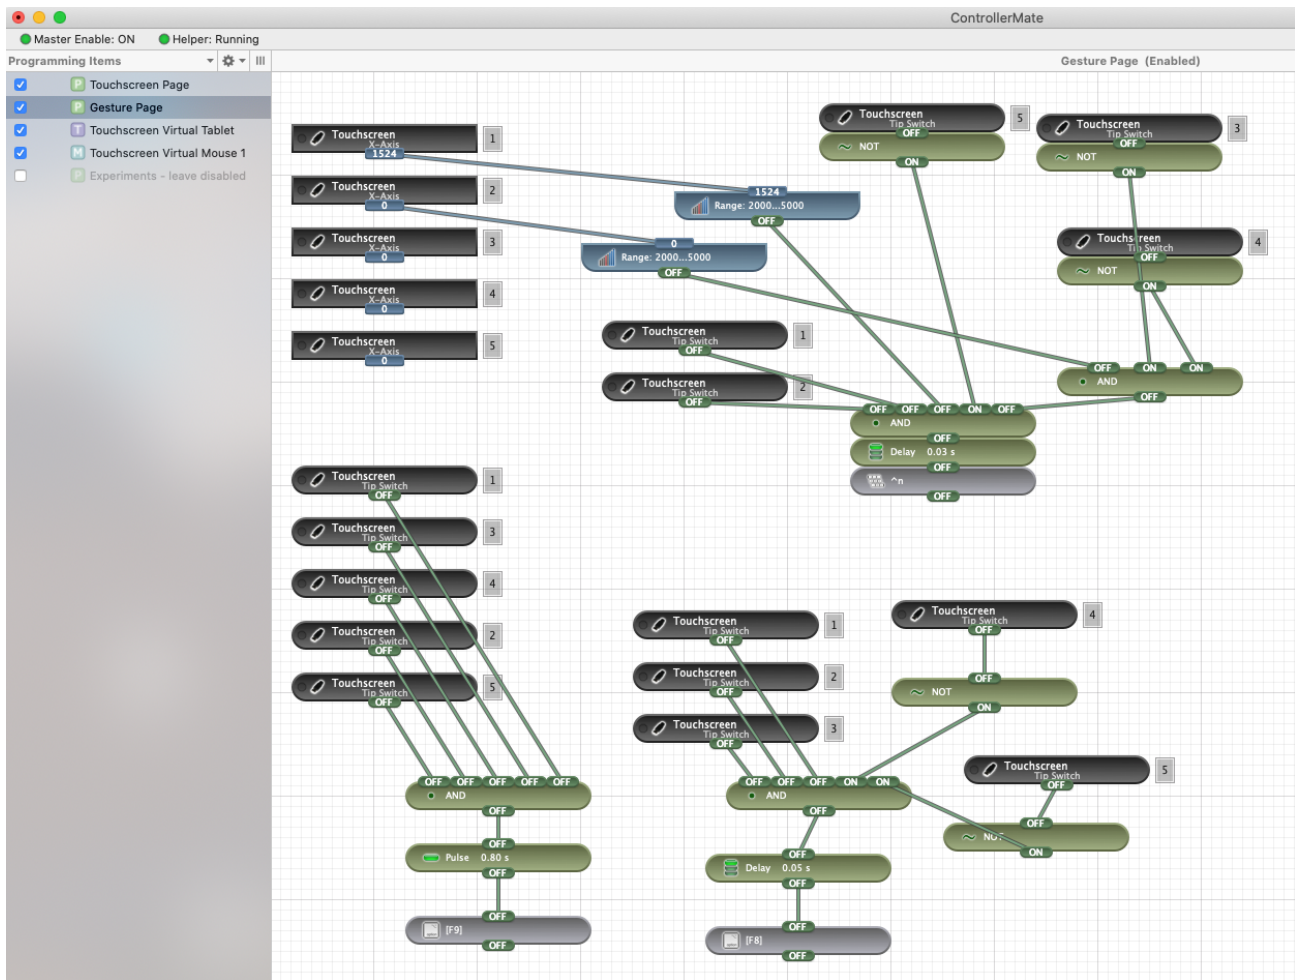 ControllerMate
Master Enable: ON Helper: Running
Programming Items
Gesture Page (Enabled)
Touchscreen Page
Gesture Page
Touchscreen Virtual Tablet
Touchscreen Virtual Mouse 1
Experiments - leave disabled
Touchscreen
X-Axis
1524
1
Touchscreen
X-Axis
0
2
Touchscreen
X-Axis
0
3
Touchscreen
X-Axis
0
4
Touchscreen
X-Axis
0
5
Touchscreen
Tip Switch
OFF
5
NOT
ON
Touchscreen
Tip Switch
OFF
3
NOT
ON
1524
Range: 2000...5000
OFF
0
Range: 2000...5000
OFF
Touchscreen
Tip Switch
OFF
4
NOT
ON
Touchscreen
Tip Switch
OFF
1
Touchscreen
Tip Switch
OFF
2
OFF ON ON
AND
OFF
OFF OFF OFF ON OFF
AND
OFF
Delay 0.03 s
OFF
^n
OFF
Touchscreen
Tip Switch
OFF
1
Touchscreen
Tip Switch
OFF
3
Touchscreen
Tip Switch
OFF
4
Touchscreen
Tip Switch
OFF
2
Touchscreen
Tip Switch
OFF
5
OFF OFF OFF OFF OFF
AND
OFF
OFF
Pulse 0.80 s
OFF
OFF
[F9]
OFF
Touchscreen
Tip Switch
OFF
1
Touchscreen
Tip Switch
OFF
2
Touchscreen
Tip Switch
OFF
3
Touchscreen
Tip Switch
OFF
4
OFF
NOT
ON
Touchscreen
Tip Switch
OFF
5
OFF
NOT
ON
OFF OFF OFF ON ON
AND
OFF
OFF
Delay 0.05 s
OFF
OFF
[F8]
OFF